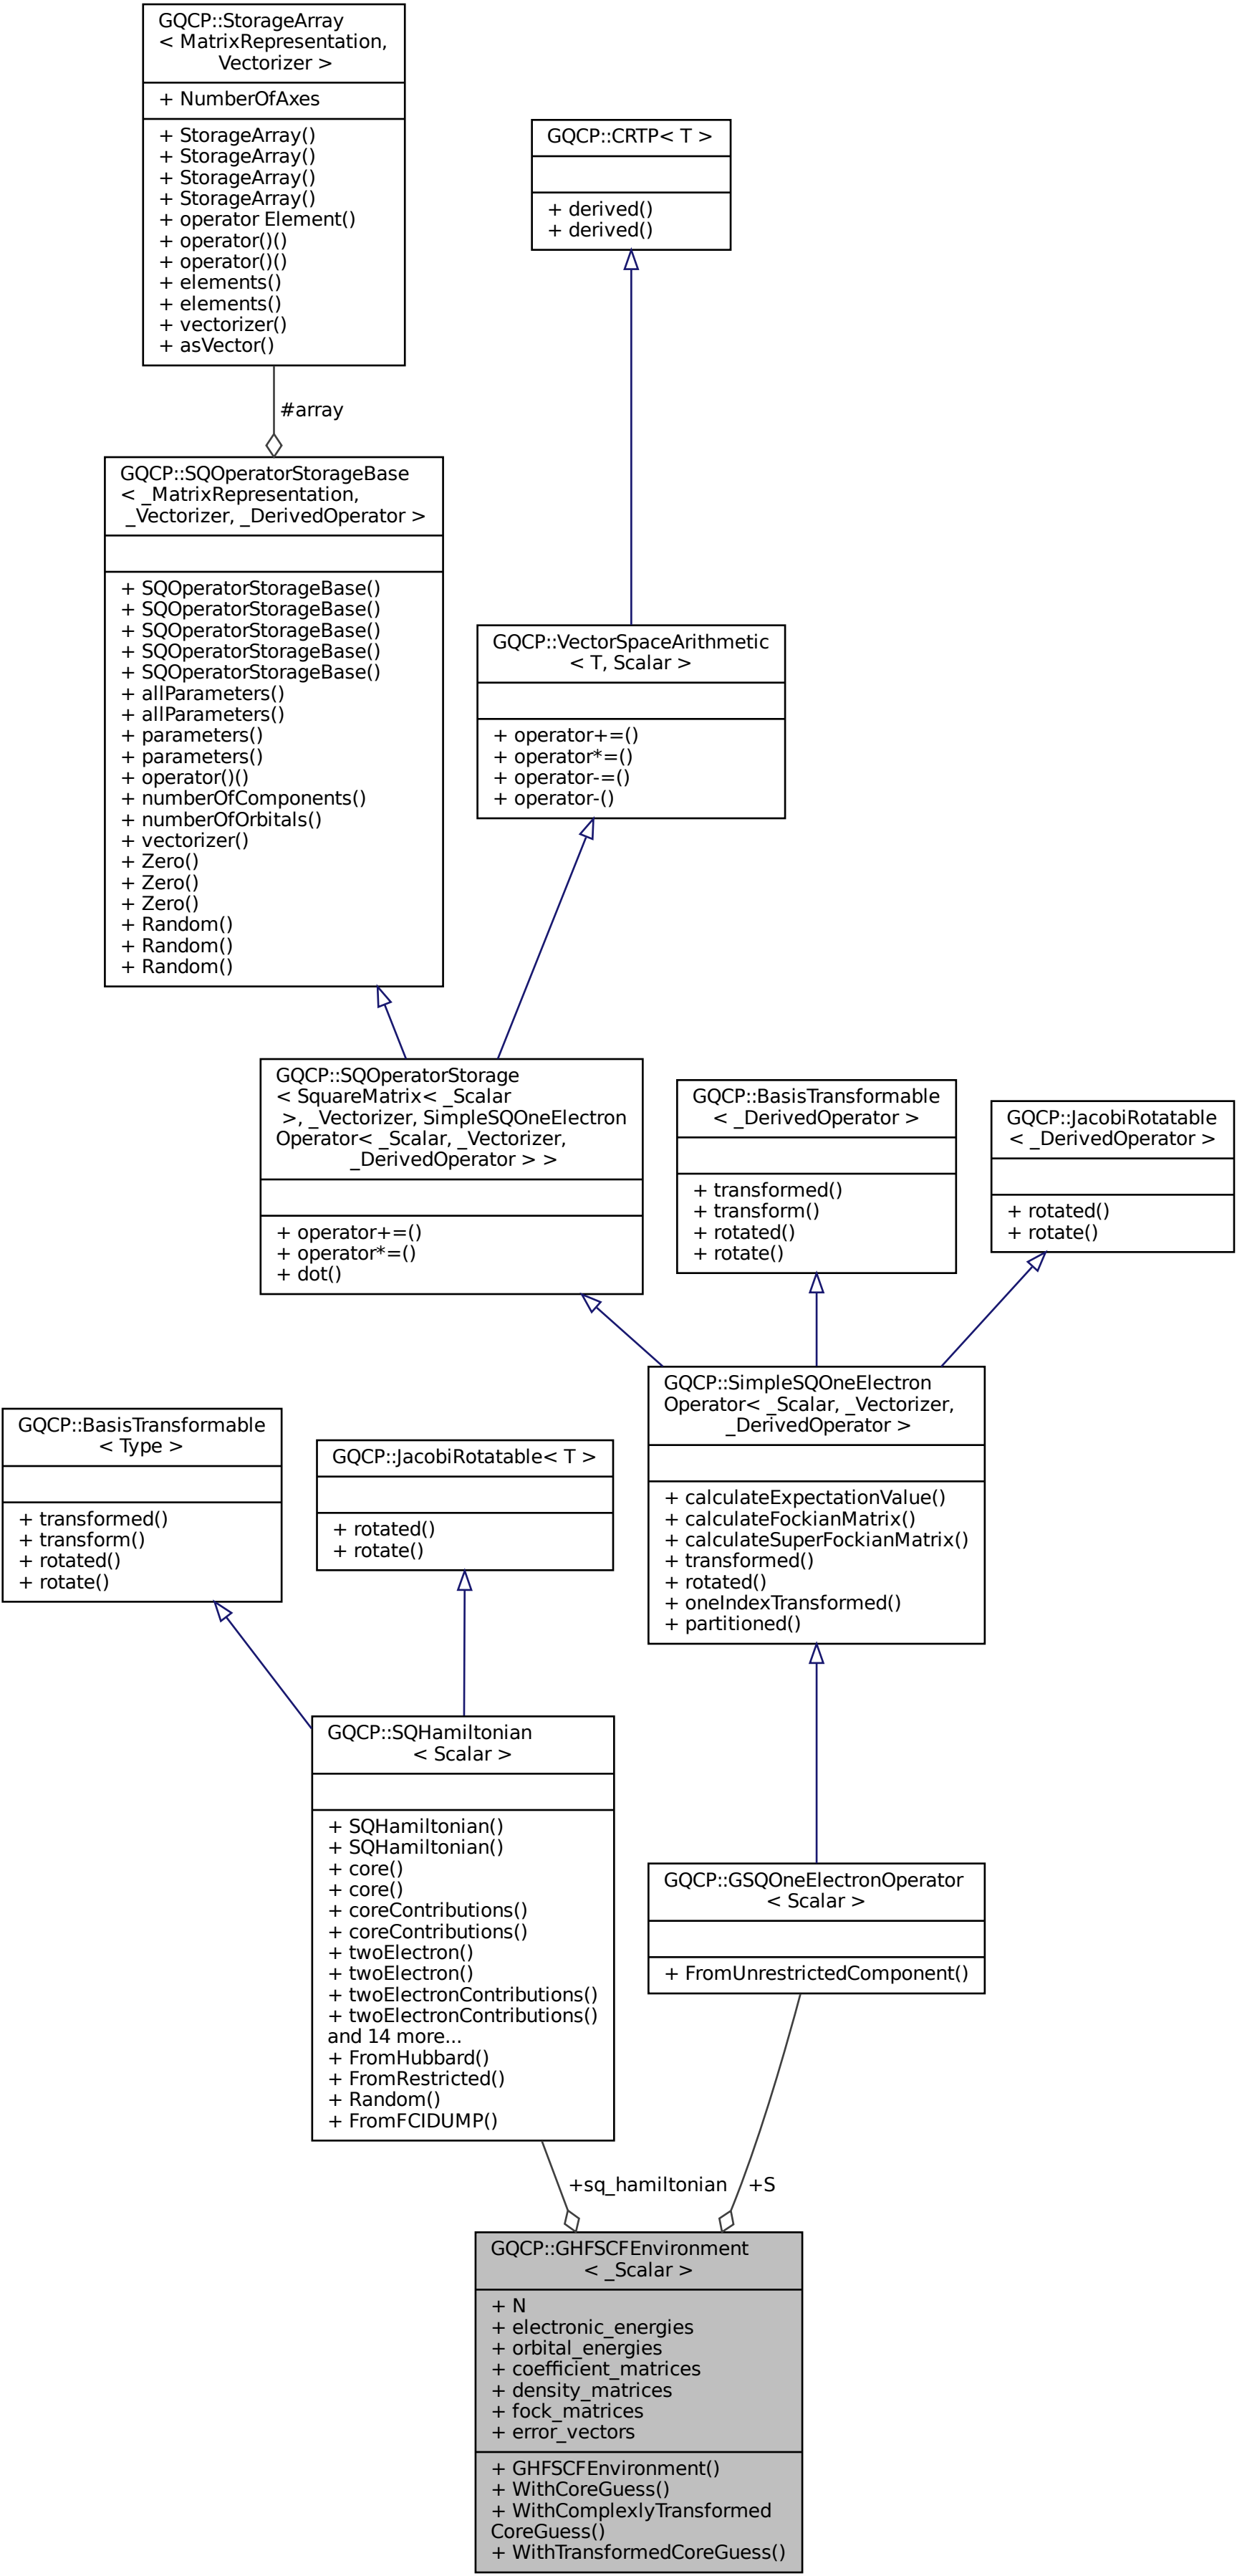 GQCP::StorageArray
< MatrixRepresentation,
Vectorizer >
+ NumberOfAxes
+ StorageArray()
+ StorageArray()
+ StorageArray()
+ StorageArray()
+ operator Element()
+ operator()()
+ operator()()
+ elements()
+ elements()
+ vectorizer()
+ asVector()
GQCP::CRTP< T >
+ derived()
+ derived()
#array
GQCP::SQOperatorStorageBase
< _MatrixRepresentation,
_Vectorizer, _DerivedOperator >
+ SQOperatorStorageBase()
+ SQOperatorStorageBase()
+ SQOperatorStorageBase()
+ SQOperatorStorageBase()
+ SQOperatorStorageBase()
+ allParameters()
+ allParameters()
+ parameters()
+ parameters()
+ operator()()
+ numberOfComponents()
+ numberOfOrbitals()
+ vectorizer()
+ Zero()
+ Zero()
+ Zero()
+ Random()
+ Random()
+ Random()
GQCP::VectorSpaceArithmetic
< T, Scalar >
+ operator+=()
+ operator*=()
+ operator-=()
+ operator-()
GQCP::SQOperatorStorage
< SquareMatrix< _Scalar
>, _Vectorizer, SimpleSQOneElectron
Operator< _Scalar, _Vectorizer,
_DerivedOperator > >
+ operator+=()
+ operator*=()
+ dot()
GQCP::BasisTransformable
< _DerivedOperator >
+ transformed()
+ transform()
+ rotated()
+ rotate()
GQCP::JacobiRotatable
< _DerivedOperator >
+ rotated()
+ rotate()
GQCP::SimpleSQOneElectron
Operator< _Scalar, _Vectorizer,
_DerivedOperator >
+ calculateExpectationValue()
+ calculateFockianMatrix()
+ calculateSuperFockianMatrix()
+ transformed()
+ rotated()
+ oneIndexTransformed()
+ partitioned()
GQCP::BasisTransformable
< Type >
+ transformed()
+ transform()
+ rotated()
+ rotate()
GQCP::JacobiRotatable< T >
+ rotated()
+ rotate()
GQCP::SQHamiltonian
< Scalar >
+ SQHamiltonian()
+ SQHamiltonian()
+ core()
+ core()
+ coreContributions()
+ coreContributions()
+ twoElectron()
+ twoElectron()
+ twoElectronContributions()
+ twoElectronContributions()
and 14 more...
+ FromHubbard()
+ FromRestricted()
+ Random()
+ FromFCIDUMP()
GQCP::GSQOneElectronOperator
< Scalar >
+ FromUnrestrictedComponent()
+sq_hamiltonian
+S
GQCP::GHFSCFEnvironment
< _Scalar >
+ N
+ electronic_energies
+ orbital_energies
+ coefficient_matrices
+ density_matrices
+ fock_matrices
+ error_vectors
+ GHFSCFEnvironment()
+ WithCoreGuess()
+ WithComplexlyTransformed
CoreGuess()
+ WithTransformedCoreGuess()